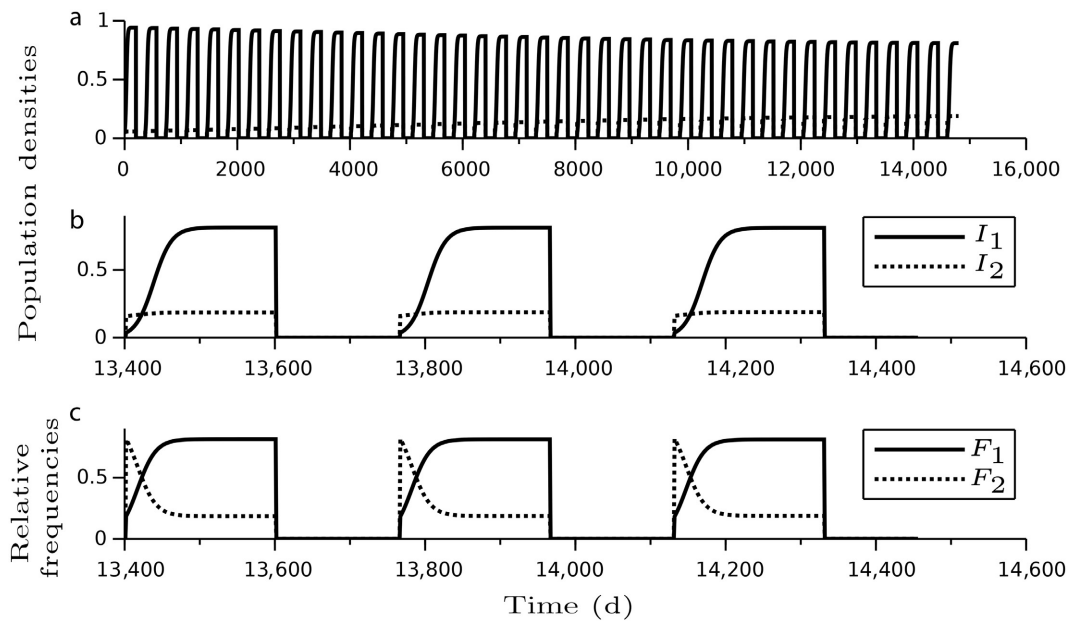 a
1
0.5
0
0 2000 4000 6000 8000 10,000 12,000 14,000 16,000
Population densities
b
0.5
0
I1
I2
13,400 13,600 13,800 14,000 14,200 14,400 14,600
c
0.5
0
F1
F2
Relative
frequencies
13,400 13,600 13,800 14,000 14,200 14,400 14,600
Time (d)